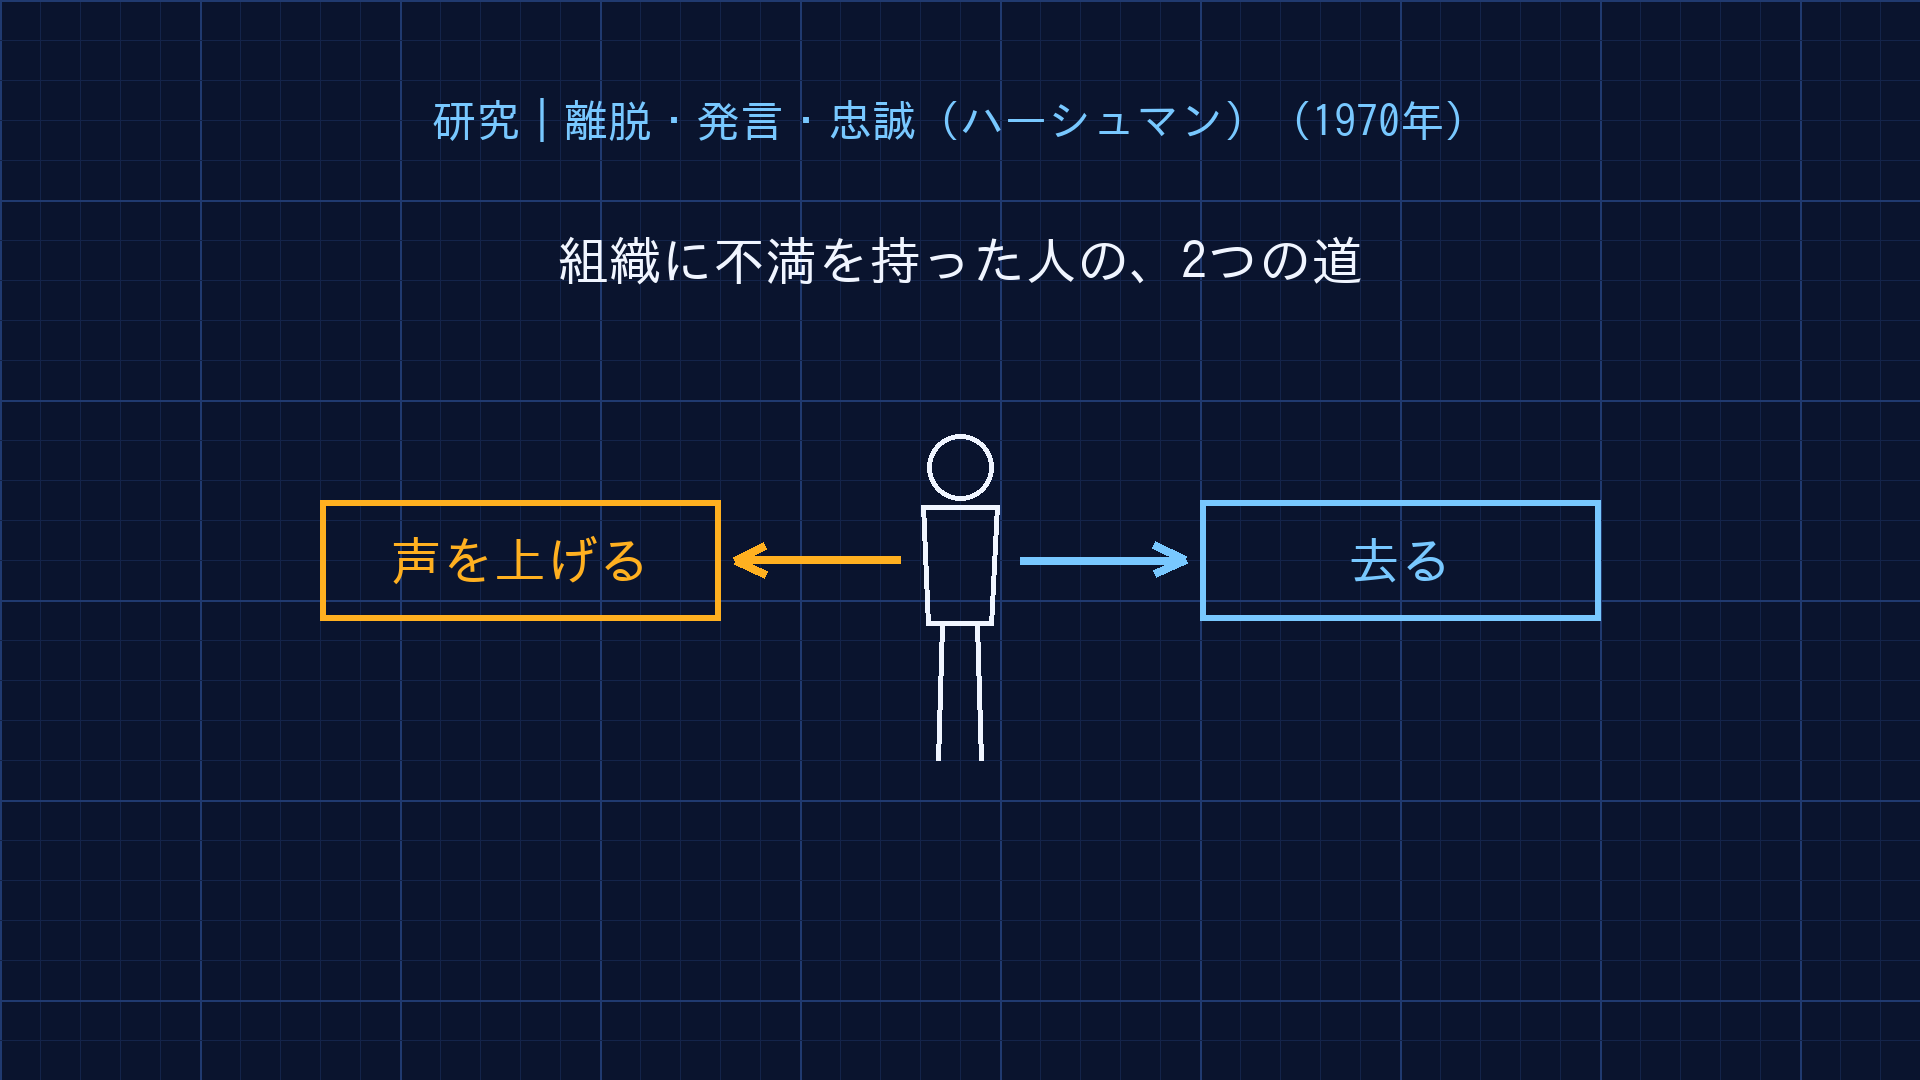 研究｜離脱・発言・忠誠（ハーシュマン）（1970年）
組織に不満を持った人の、2つの道
声を上げる
去る